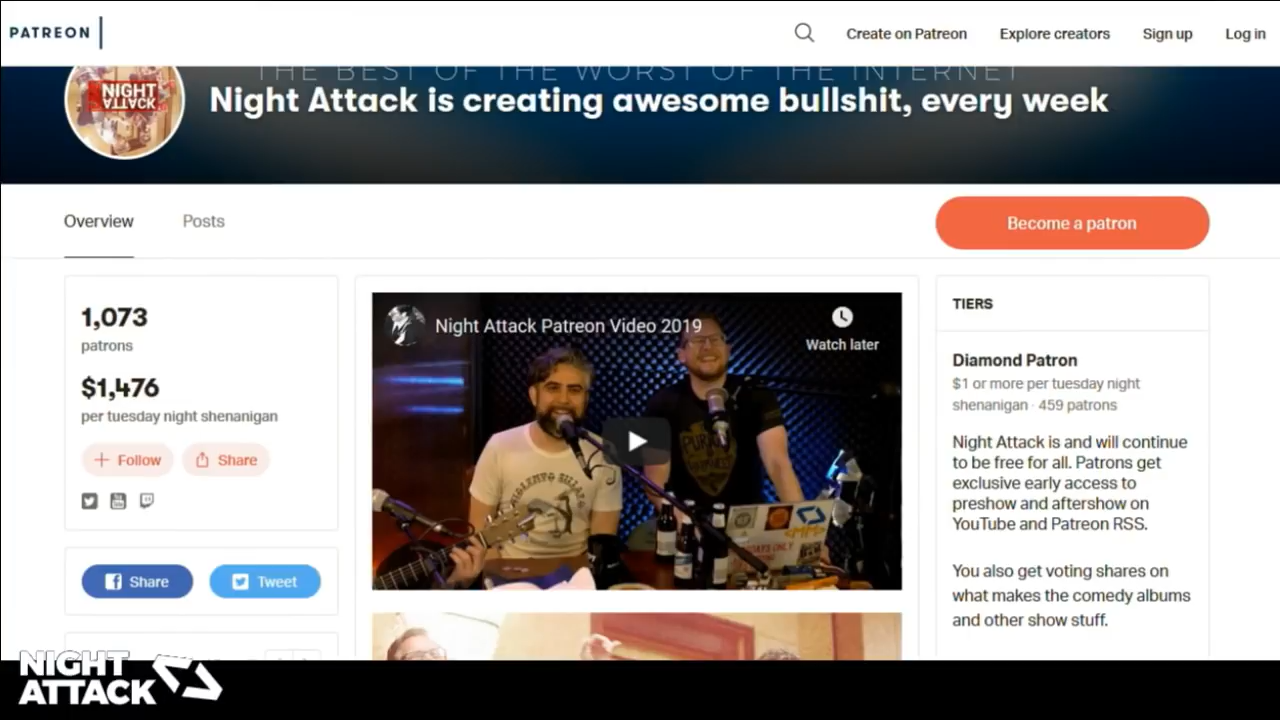 PATREON
Create on Patreon
Explore creators
Sign up
Log in
THE BEST OF THE WORST OF THE INTERNET
NIGHT
ATTACK
Night Attack is creating awesome bullshit, every week
Overview
Posts
Become a patron
1,073
patrons
$1,476
per tuesday night shenanigan
Follow
Share
Share
Tweet
Night Attack Patreon Video 2019
Watch later
TIERS
Diamond Patron
$1 or more per tuesday night
shenanigan · 459 patrons
Night Attack is and will continue
to be free for all. Patrons get
exclusive early access to
preshow and aftershow on
YouTube and Patreon RSS.
You also get voting shares on
what makes the comedy albums
and other show stuff.
NIGHT
ATTACK